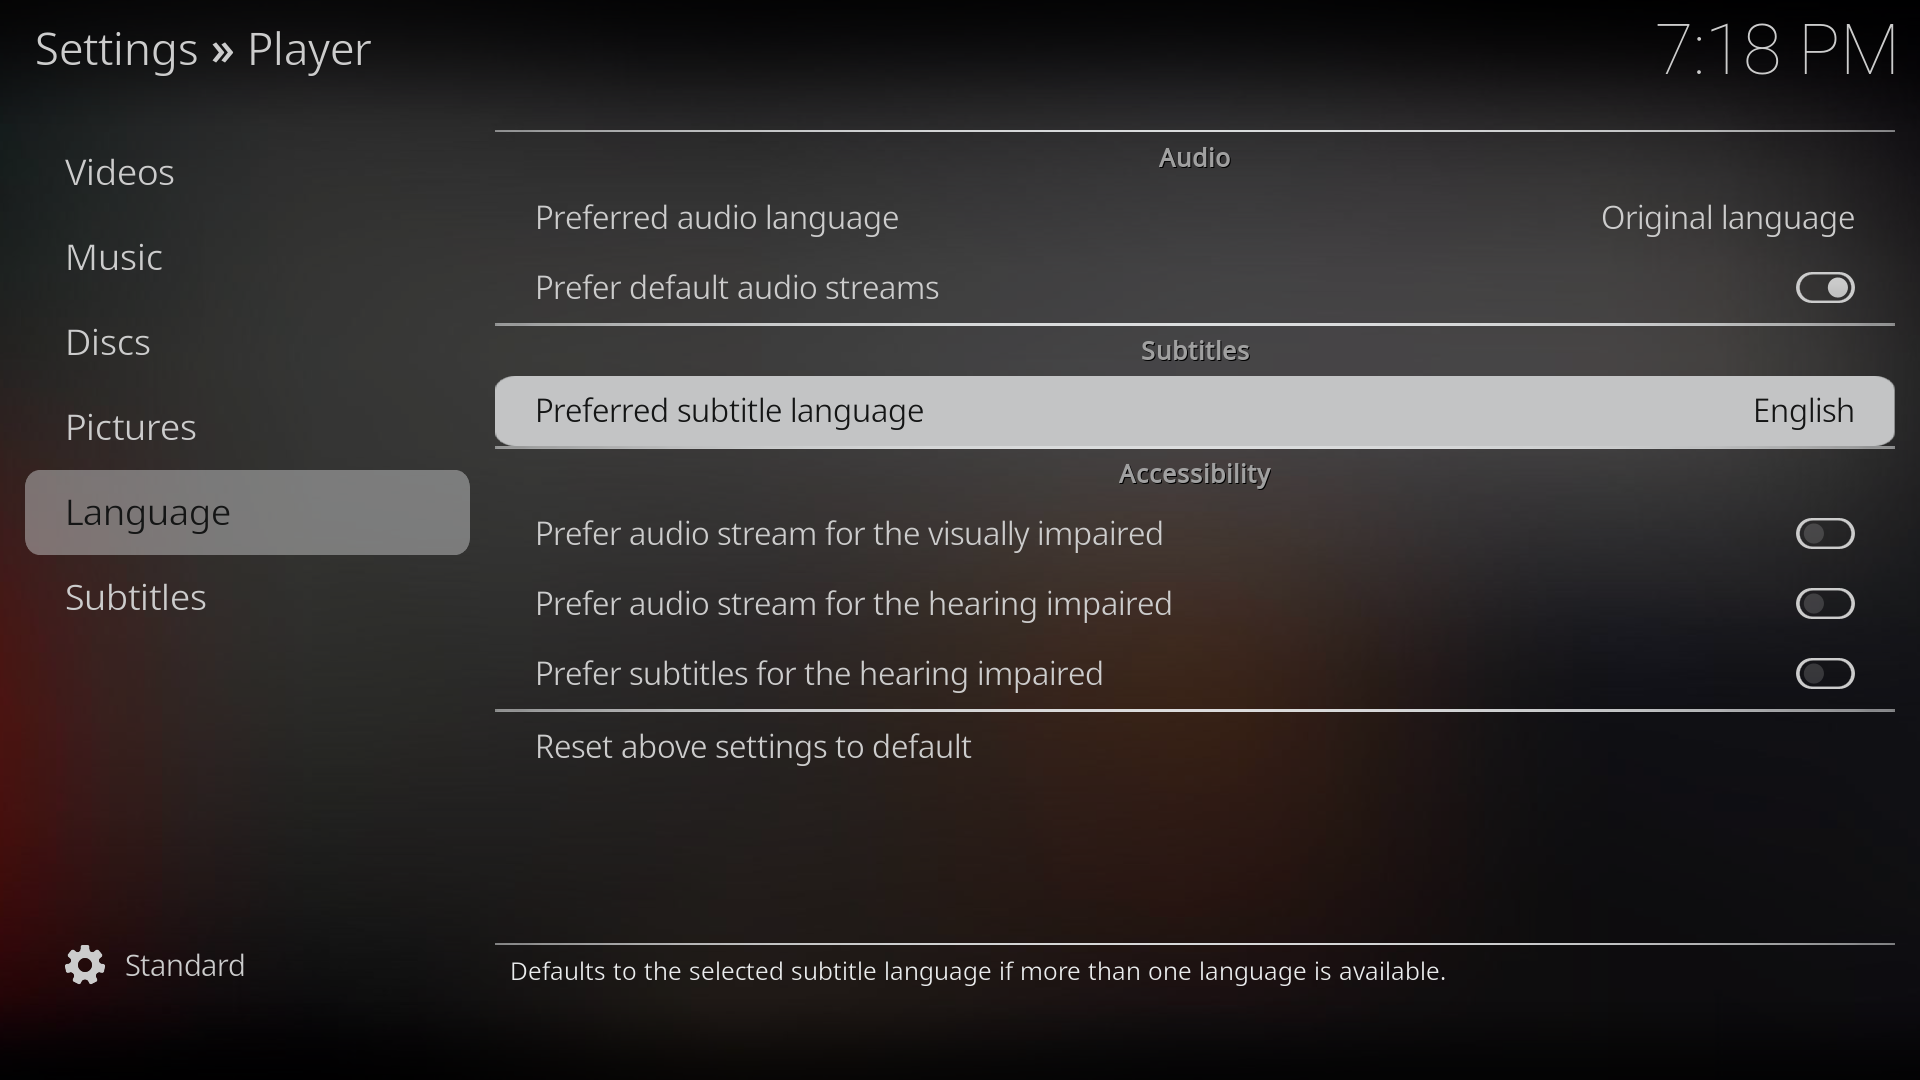 Settings » Player
7:18 PM
Videos
Music
Discs
Pictures
Language
Subtitles
Audio
Preferred audio language Original language
Prefer default audio streams
Subtitles
Preferred subtitle language English
Accessibility
Prefer audio stream for the visually impaired
Prefer audio stream for the hearing impaired
Prefer subtitles for the hearing impaired
Reset above settings to default
Standard
Defaults to the selected subtitle language if more than one language is available.